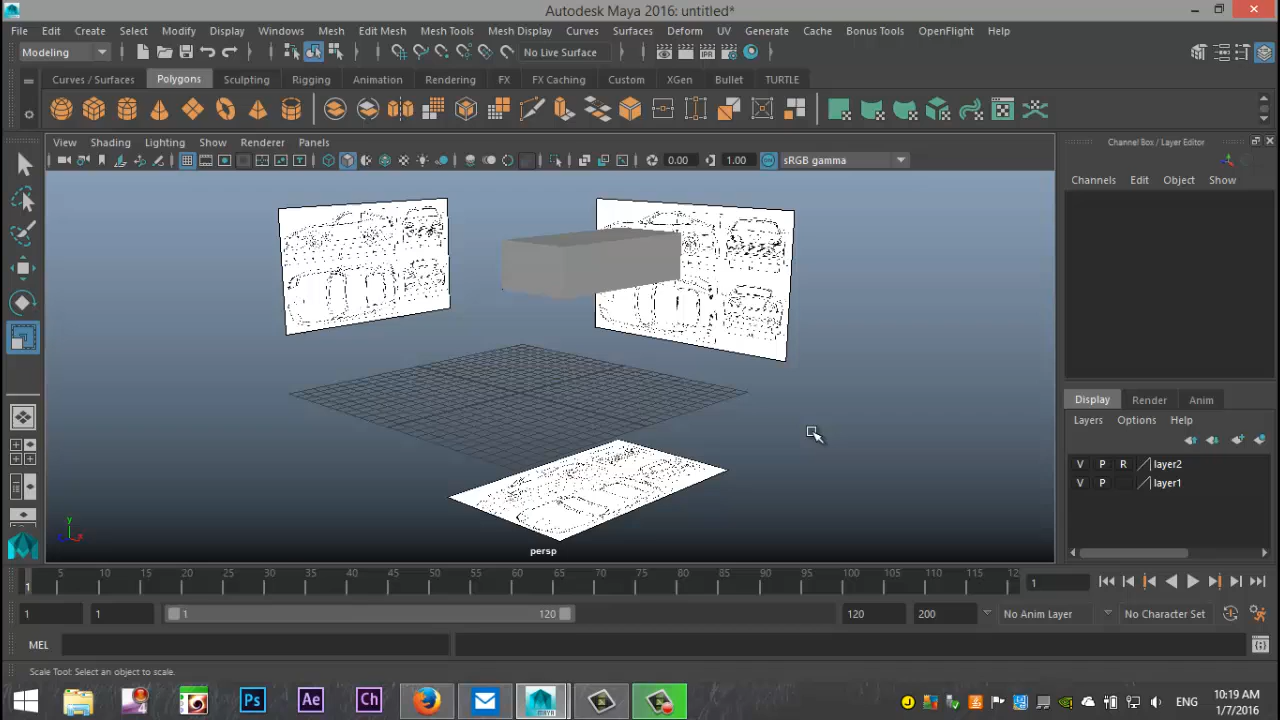 Autodesk Maya 2016: untitled*
File Edit Create Select Modify Display Windows Mesh Edit Mesh Mesh Tools Mesh Display Curves Surfaces Deform UV Generate Cache Bonus Tools OpenFlight Help
Modeling No Live Surface
Curves / Surfaces Polygons Sculpting Rigging Animation Rendering FX FX Caching Custom XGen Bullet TURTLE
View Shading Lighting Show Renderer Panels
0.00 1.00 sRGB gamma
Channel Box / Layer Editor
Channels Edit Object Show
Display Render Anim
Layers Options Help
V P R layer2
V P layer1
y
x
persp
1 5 10 15 20 25 30 35 40 45 50 55 60 65 70 75 80 85 90 95 100 105 110 115 12 1
1 1 1 120 120 200 No Anim Layer No Character Set
MEL
Scale Tool: Select an object to scale.
Ps Ae Ch MAYA ENG 10:19 AM
1/7/2016